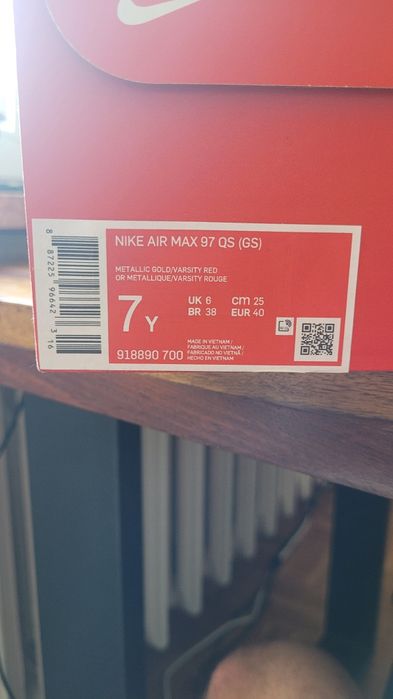 NIKE AIR MAX 97 QS (GS)
METALLIC GOLD/VARSITY RED
OR METALLIQUE/VARSITY ROUGE
7 Y
UK 6 CM 25
BR 38 EUR 40
MADE IN VIETNAM /
FABRIQUÉ AU VIETNAM /
FABRICADO NO VIETNÃ /
HECHO EN VIETNAM
918890 700
8 87225 96642 3 16